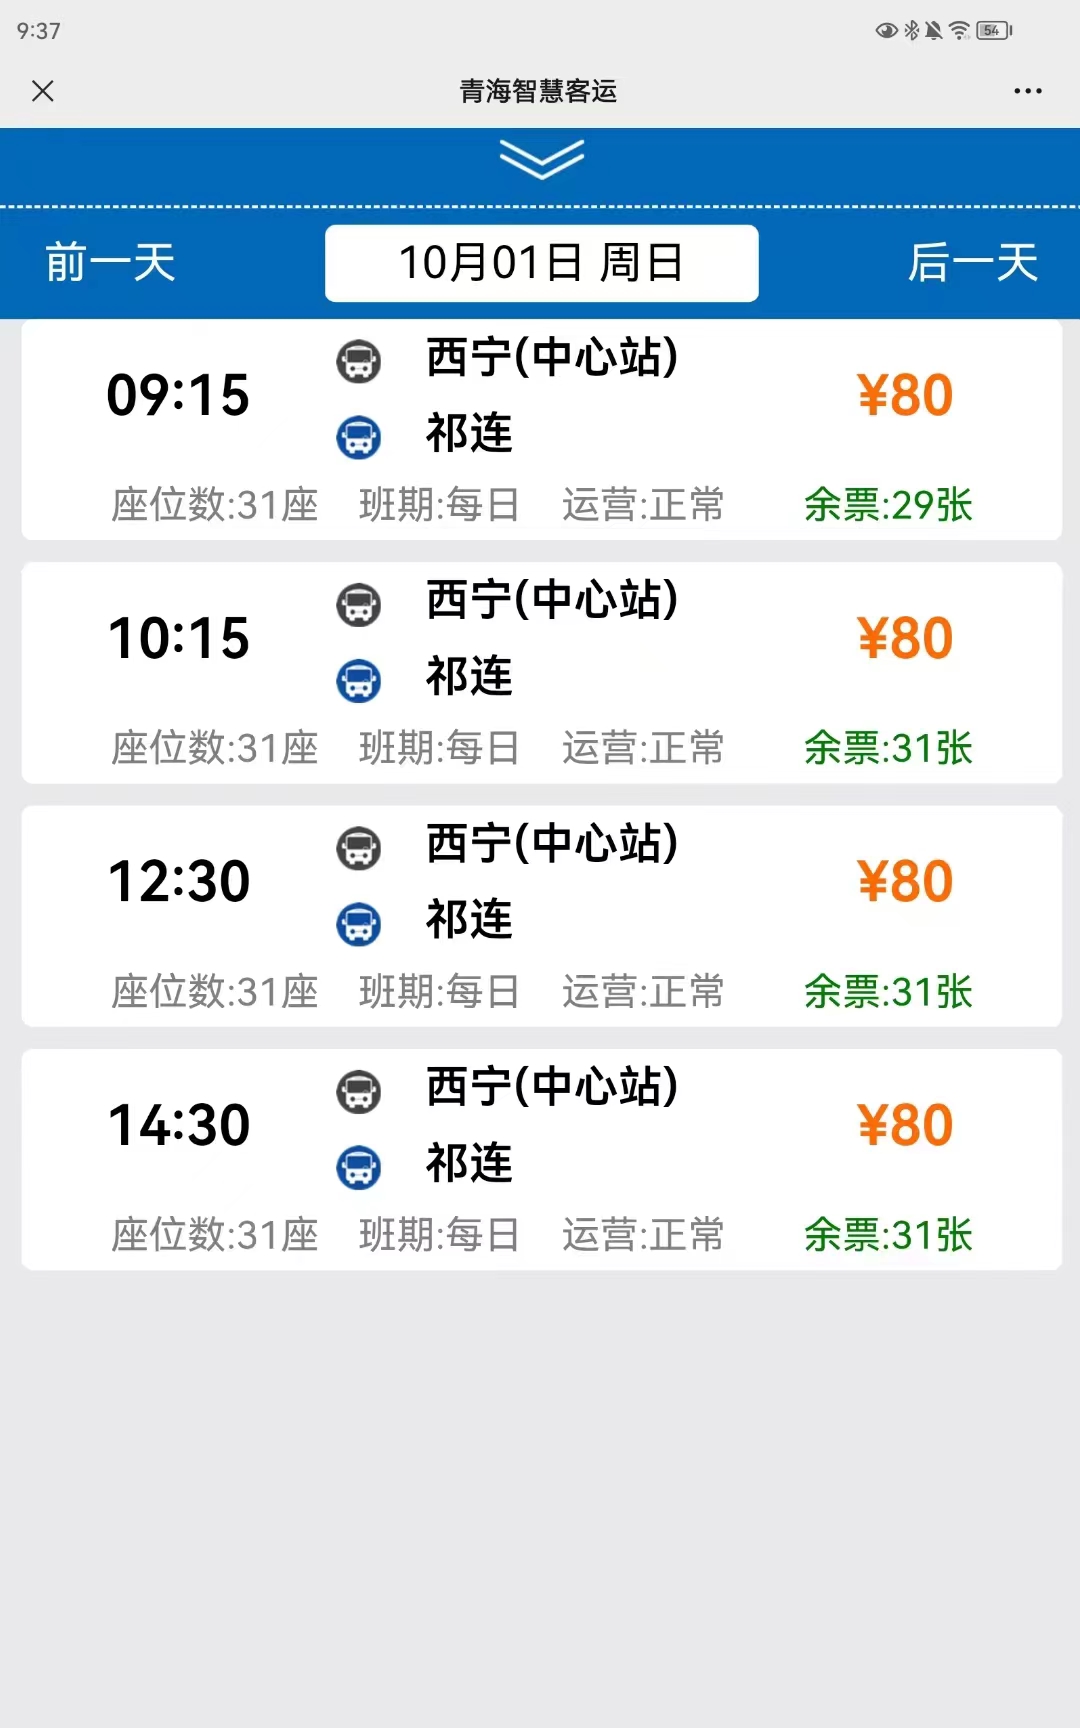 9:37
54
青海智慧客运
前一天 10月01日 周日 后一天
09:15
西宁(中心站)
祁连
¥80
座位数:31座 班期:每日 运营:正常 余票:29张
10:15
西宁(中心站)
祁连
¥80
座位数:31座 班期:每日 运营:正常 余票:31张
12:30
西宁(中心站)
祁连
¥80
座位数:31座 班期:每日 运营:正常 余票:31张
14:30
西宁(中心站)
祁连
¥80
座位数:31座 班期:每日 运营:正常 余票:31张